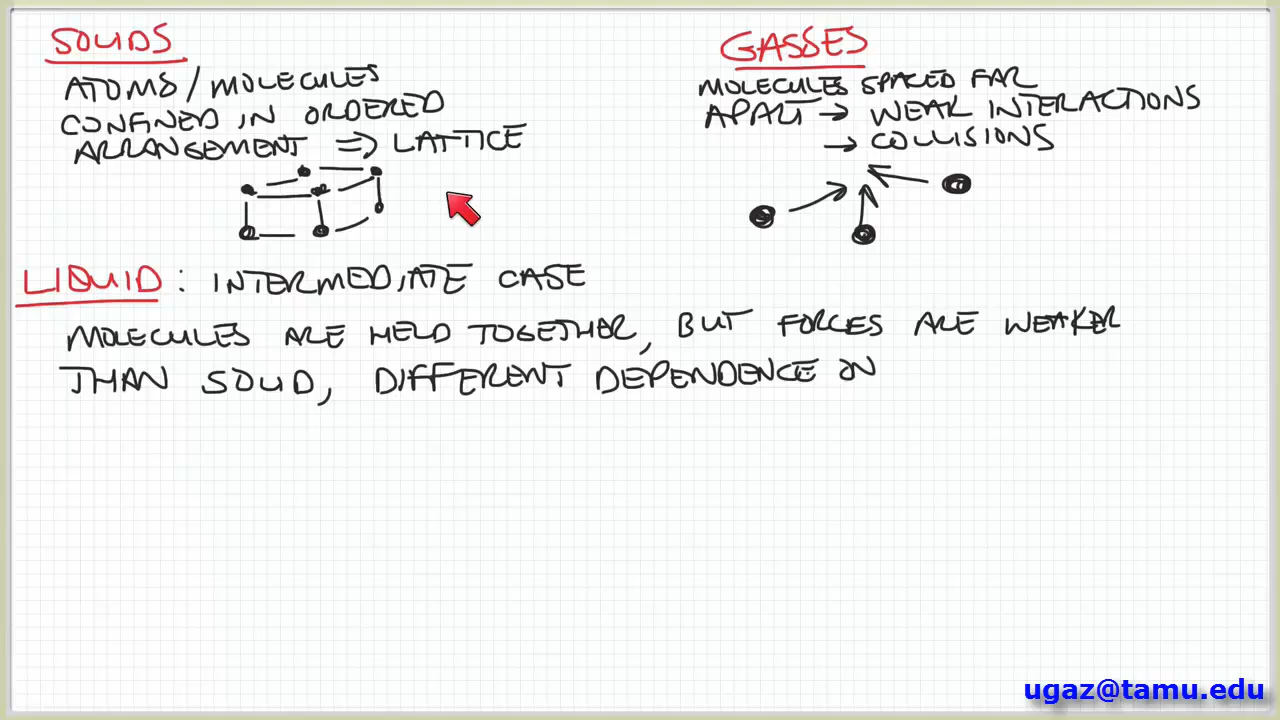 SOLIDS
ATOMS / MOLECULES
CONFINED IN ORDERED
ARRANGEMENT ⇒ LATTICE
GASSES
MOLECULES SPACED FAR
APART → WEAK INTERACTIONS
→ COLLISIONS
LIQUID : INTERMEDIATE CASE
MOLECULES ARE HELD TOGETHER, BUT FORCES ARE WEAKER
THAN SOLID, DIFFERENT DEPENDENCE ON
ugaz@tamu.edu